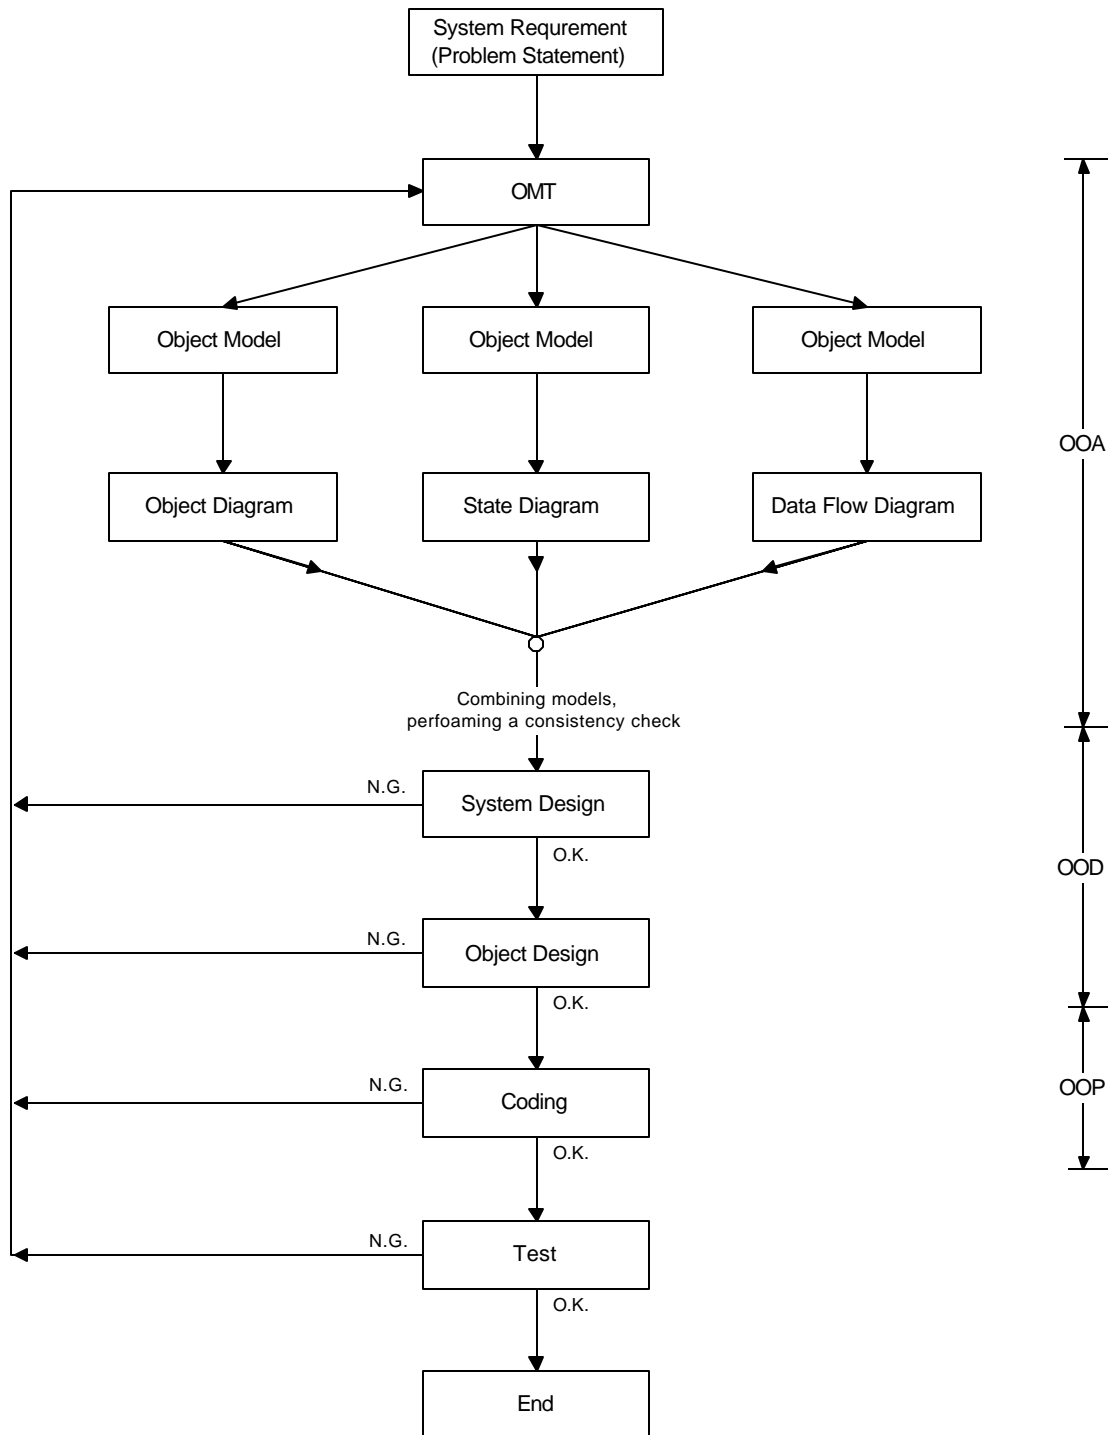 System Requrement
(Problem Statement)
OMT
Object Model
Object Model
Object Model
OOA
Object Diagram
State Diagram
Data Flow Diagram
Combining models,
perfoaming a consistency check
N.G.
System Design
O.K.
OOD
N.G.
Object Design
O.K.
N.G.
Coding
OOP
O.K.
N.G.
Test
O.K.
End